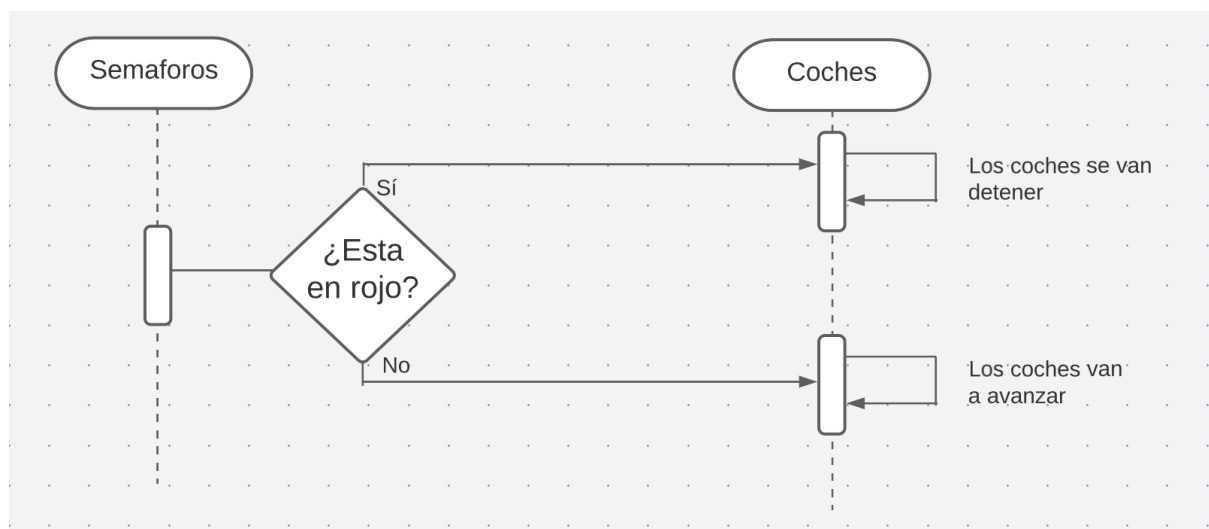 Semaforos
Coches
Sí
Los coches se van
detener
¿Esta
en rojo?
No
Los coches van
a avanzar